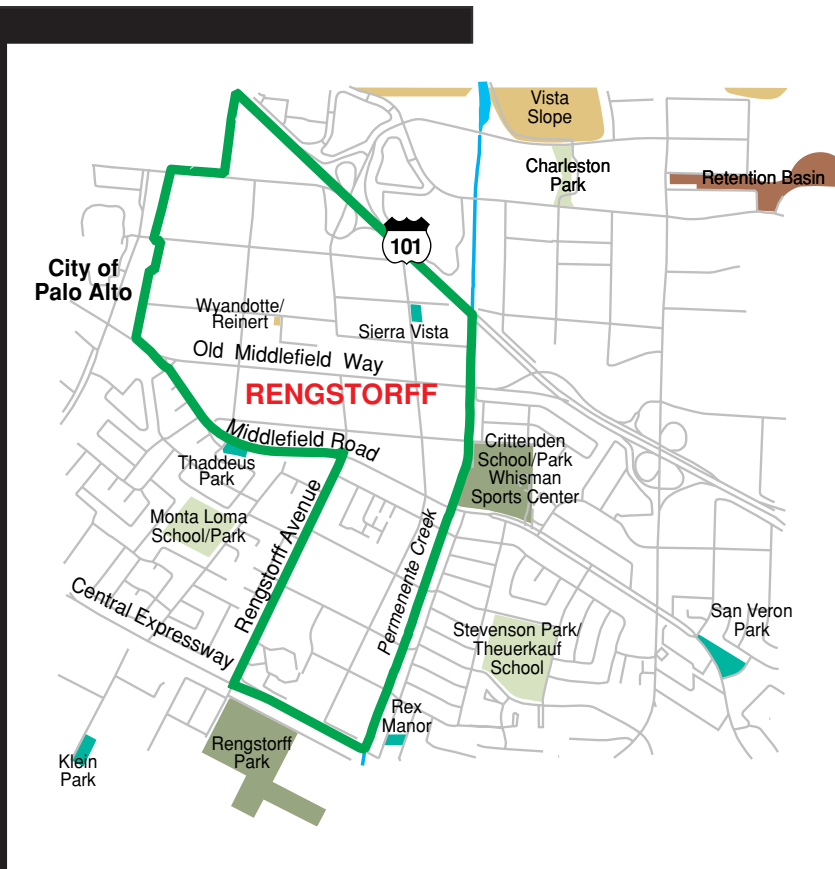 Vista
Slope
Charleston
Park
Retention Basin
101
City of
Palo Alto
Wyandotte/
Reinert
Sierra Vista
Old Middlefield Way
RENGSTORFF
Middlefield Road
Crittenden
School/Park
Whisman
Sports Center
Thaddeus
Park
Monta Loma
School/Park
Rengstorff Avenue
Permenente Creek
Central Expressway
Stevenson Park/
Theuerkauf
School
San Veron
Park
Rex
Manor
Rengstorff
Park
Klein
Park